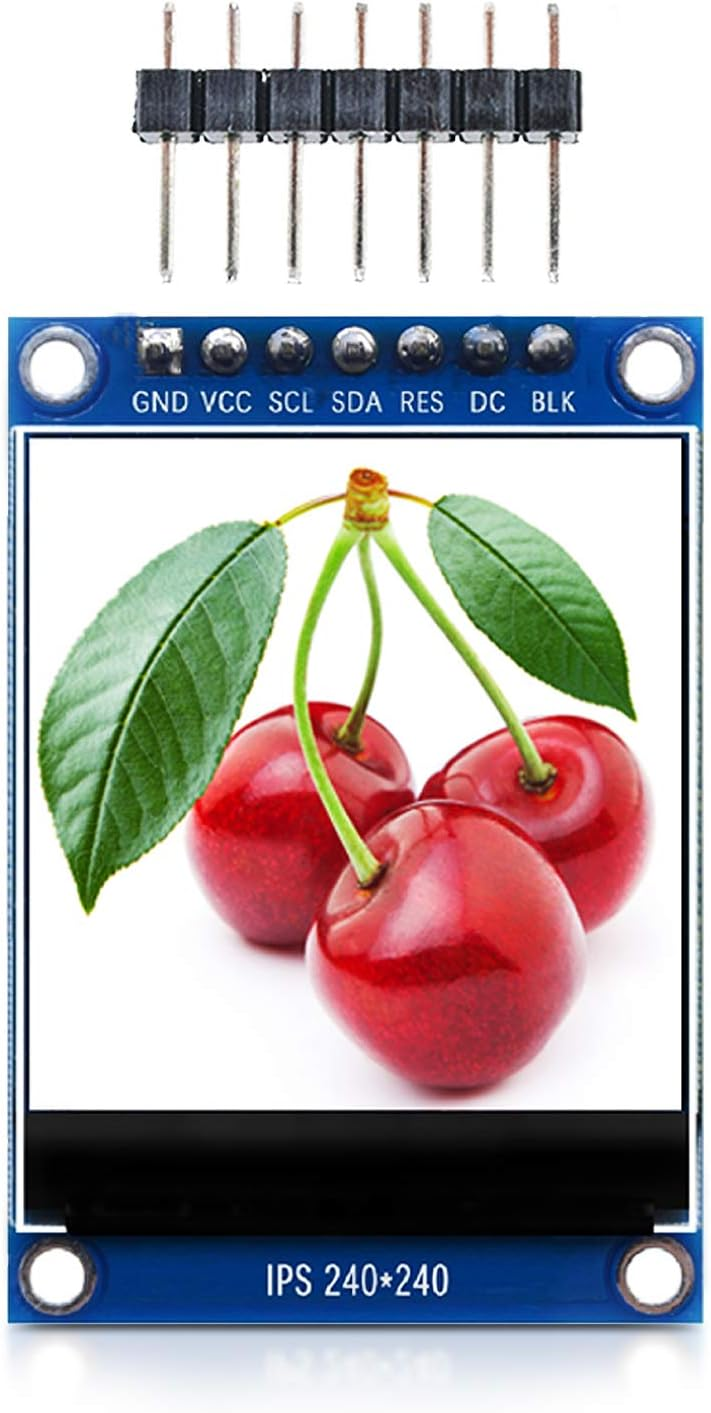 GND VCC SCL SDA RES DC BLK
IPS 240*240